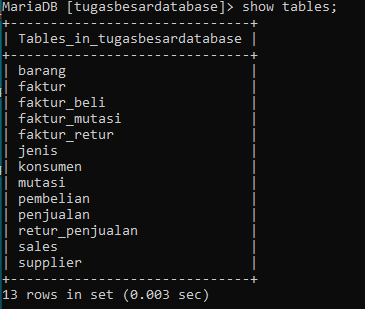 MariaDB [tugasbesardatabase]> show tables;
+----------------------------+
| Tables_in_tugasbesardatabase |
+----------------------------+
| barang |
| faktur |
| faktur_beli |
| faktur_mutasi |
| faktur_retur |
| jenis |
| konsumen |
| mutasi |
| pembelian |
| penjualan |
| retur_penjualan |
| sales |
| supplier |
+----------------------------+
13 rows in set (0.003 sec)